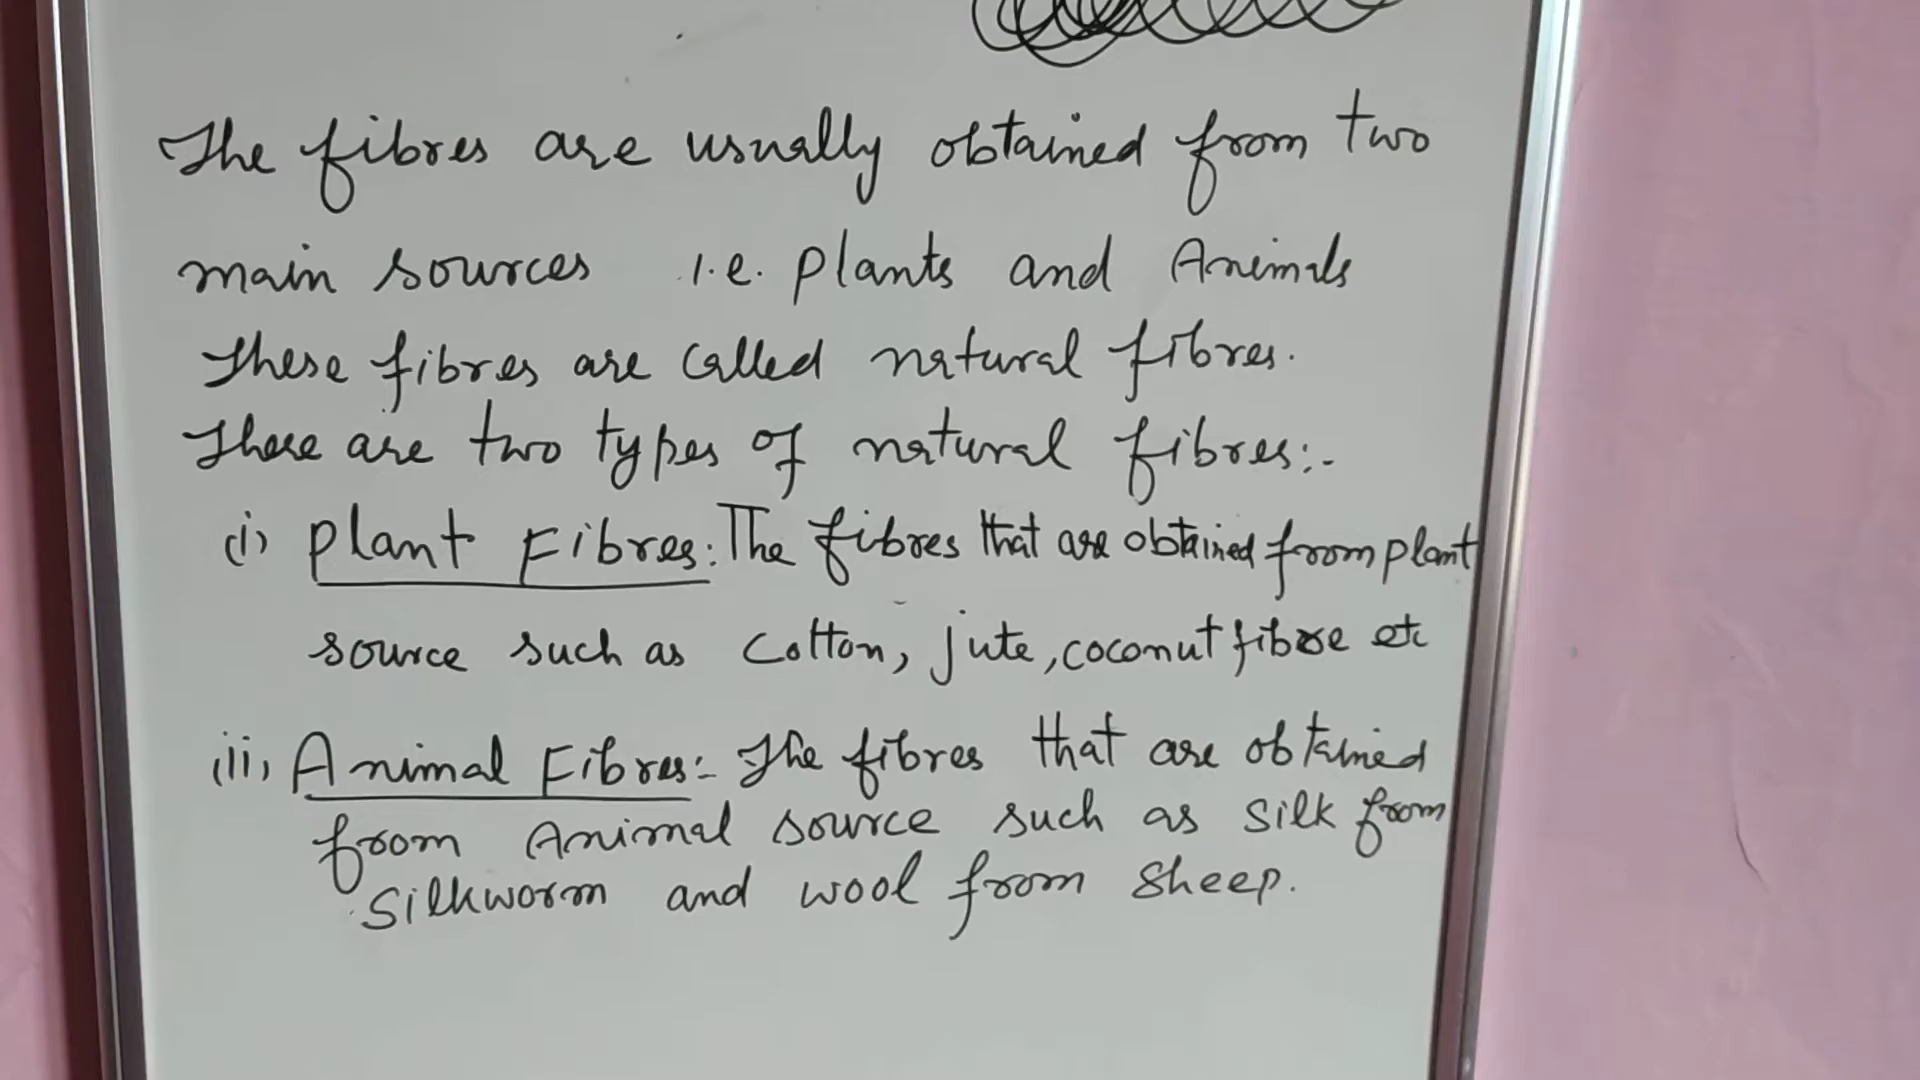 The fibres are usually obtained from two
main sources i.e. plants and Animals
These fibres are called natural fibres.
There are two types of natural fibres:-
(i) Plant Fibres: The fibres that are obtained from plant
source such as Cotton, jute, coconut fibre etc
(ii) Animal Fibres:- The fibres that are obtained
from Animal source such as silk from
silkworm and wool from sheep.